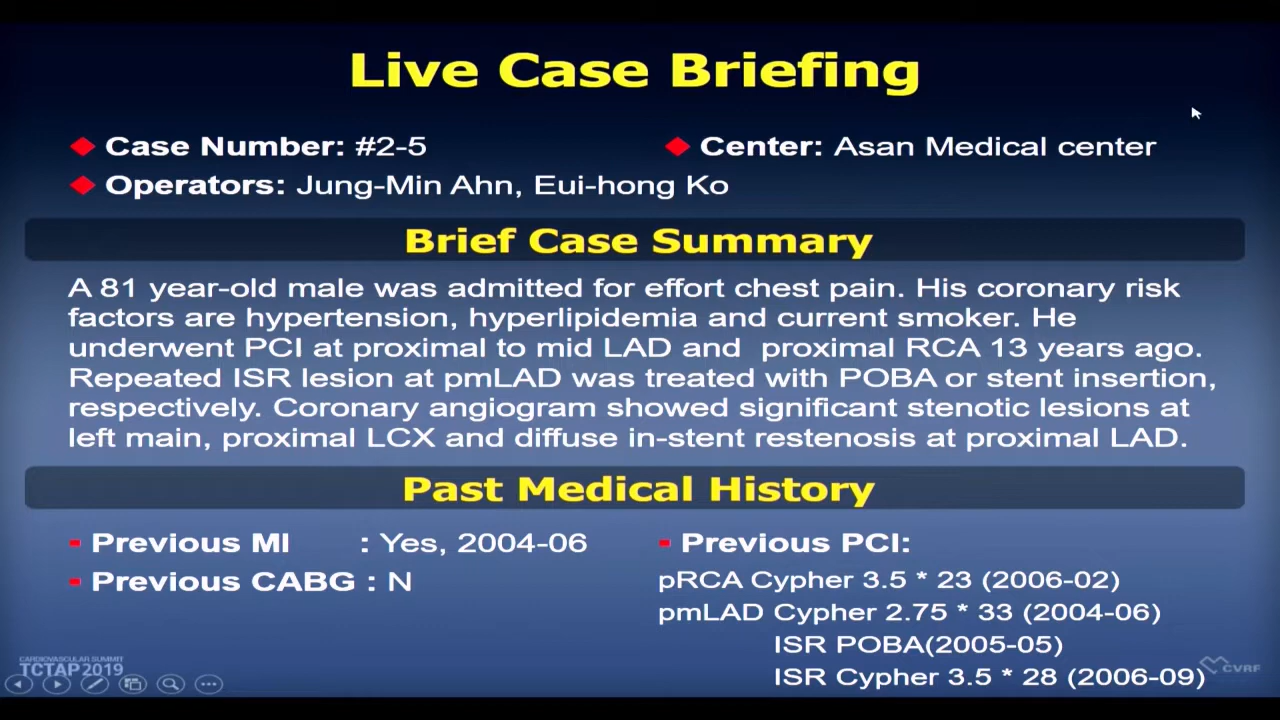 Live Case Briefing
Case Number: #2-5
Center: Asan Medical center
Operators: Jung-Min Ahn, Eui-hong Ko
Brief Case Summary
A 81 year-old male was admitted for effort chest pain. His coronary risk
factors are hypertension, hyperlipidemia and current smoker. He
underwent PCI at proximal to mid LAD and proximal RCA 13 years ago.
Repeated ISR lesion at pmLAD was treated with POBA or stent insertion,
respectively. Coronary angiogram showed significant stenotic lesions at
left main, proximal LCX and diffuse in-stent restenosis at proximal LAD.
Past Medical History
- Previous MI : Yes, 2004-06
- Previous CABG : N
- Previous PCI:
pRCA Cypher 3.5 * 23 (2006-02)
pmLAD Cypher 2.75 * 33 (2004-06)
ISR POBA(2005-05)
ISR Cypher 3.5 * 28 (2006-09)
CARDIOVASCULAR SUMMIT
TCTAP2019
CVRF